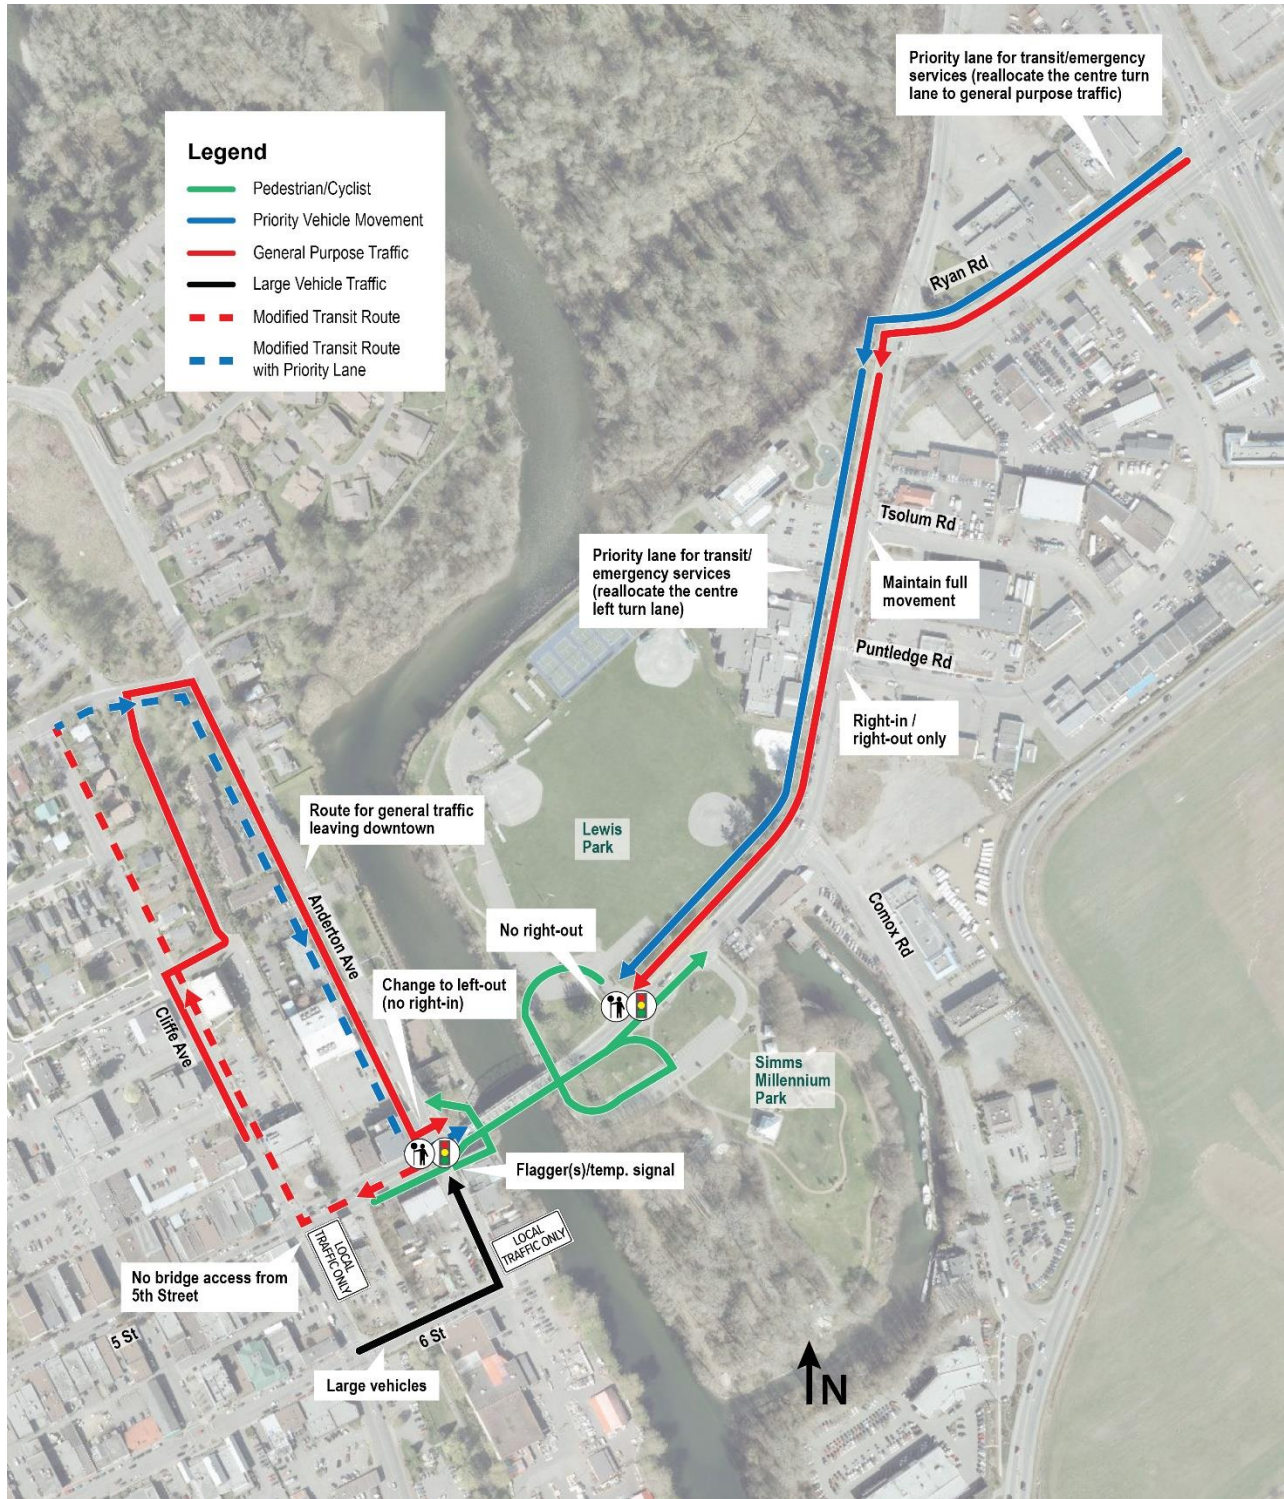 Priority lane for transit/emergency
services (reallocate the centre turn
lane to general purpose traffic)
Legend
Pedestrian/Cyclist
Priority Vehicle Movement
General Purpose Traffic
Large Vehicle Traffic
Modified Transit Route
Modified Transit Route
with Priority Lane
Ryan Rd
Tsolum Rd
Priority lane for transit/
emergency services
(reallocate the centre
left turn lane)
Maintain full
movement
Puntledge Rd
Right-in /
right-out only
Route for general traffic
leaving downtown
Lewis
Park
Anderton Ave
Comox Rd
No right-out
Change to left-out
(no right-in)
Cliffe Ave
Simms
Millennium
Park
Flagger(s)/temp. signal
LOCAL
TRAFFIC ONLY
LOCAL
TRAFFIC ONLY
No bridge access from
5th Street
5 St
6 St
Large vehicles
N